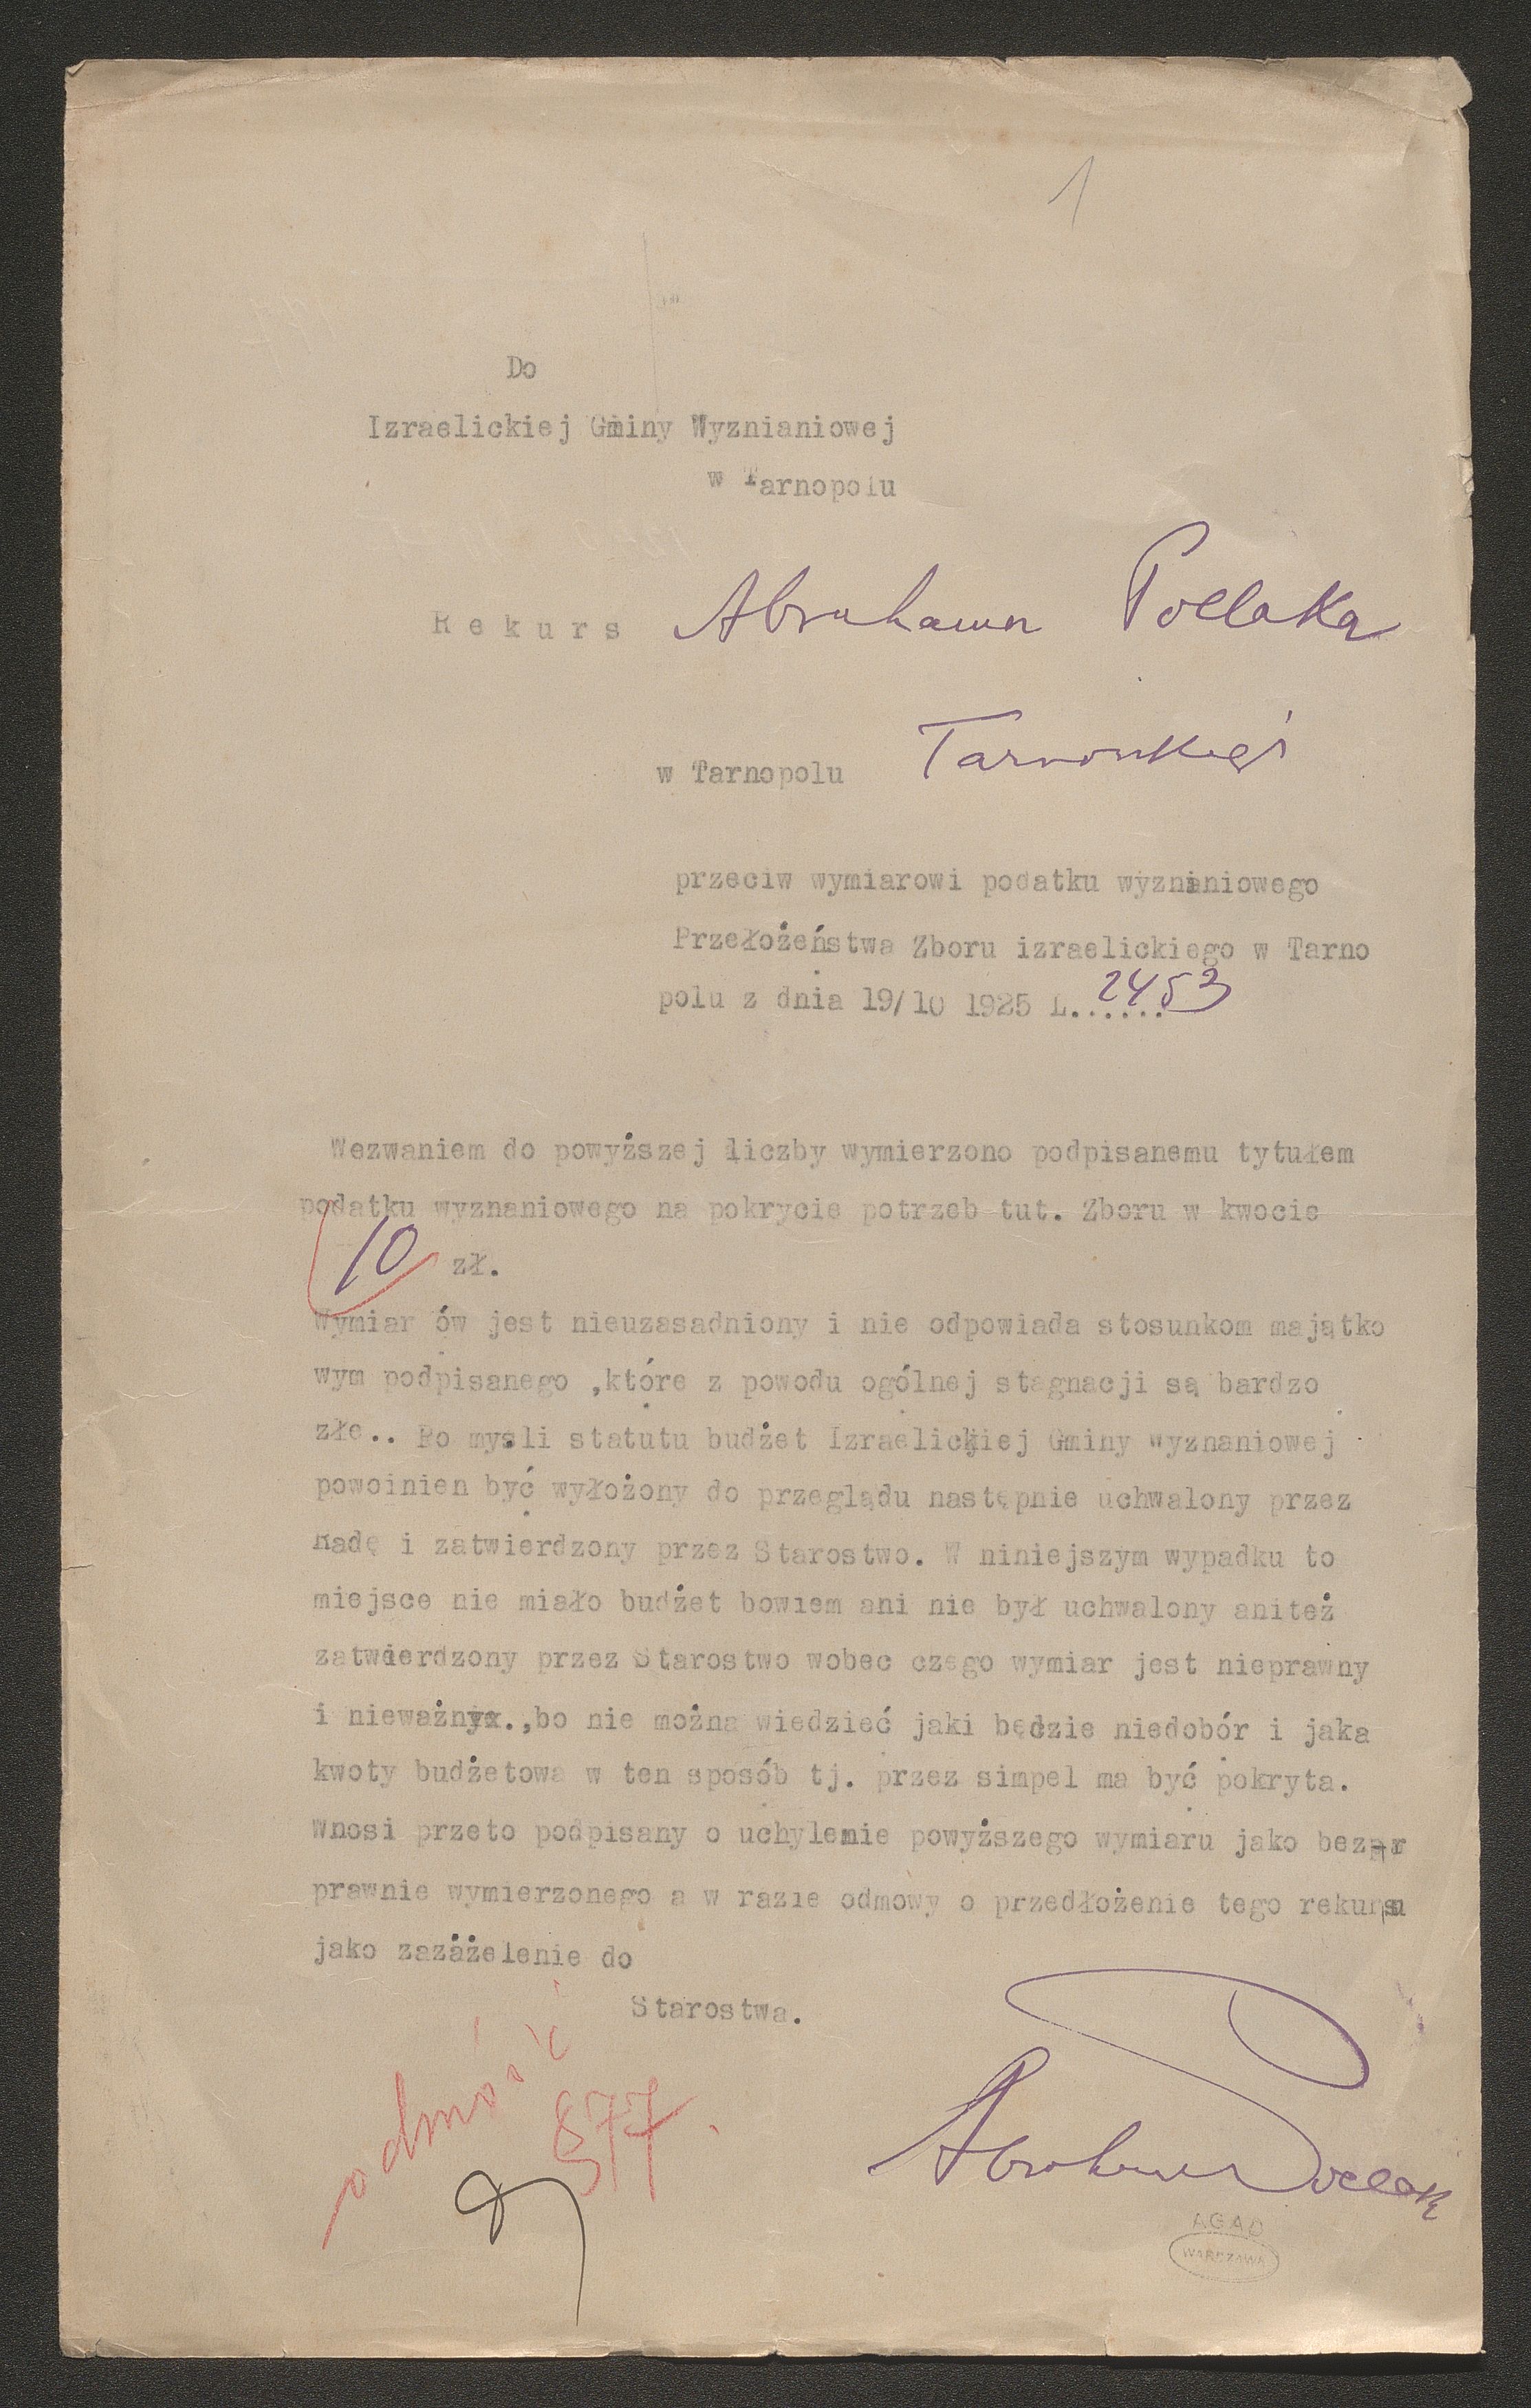 1
Do
Izraelickiej Gminy Wyznianiowej
w Tarnopolu
Rekurs Abrahama Pollaka
w Tarnopolu
przeciw wymiarowi podatku wyznaniowego
Przełożeństwa Zboru izraelickiego w Tarno
polu z dnia 19/10 1925 L...... 2453
Wezwaniem do powyższej liczby wymierzono podpisanemu tytułem
podatku wyznaniowego na pokrycie potrzeb tut. Zboru w kwocie
10 zł.
Wymiar ów jest nieuzasadniony i nie odpowiada stosunkom majątko
wym podpisanego ,które z powodu ogólnej stagnacji są bardzo
złe.. Po mysli statutu budżet Izraelickiej Gminy wyznaniowej
powoinien być wyłożony do przeglądu następnie uchwalony przez
Radę i zatwierdzony przez Starostwo. W niniejszym wypadku to
miejsce nie miało budżet bowiem ani nie był uchwalony aniteż
zatwierdzony przez Starostwo wobec czego wymiar jest nieprawny
i nieważnyx.,bo nie można wiedzieć jaki będzie niedobór i jaka
kwoty budżetowa w ten sposób tj. przez simpel ma być pokryta.
Wnosi przeto podpisany o uchylenie powyższego wymiaru jako bezpr
prawnie wymierzonego a w razie odmowy o przedłożenie tego rekursu
jako zazażelenie do
Starostwa.
577
Abraham Pollak
AGAD
WARSZAWA